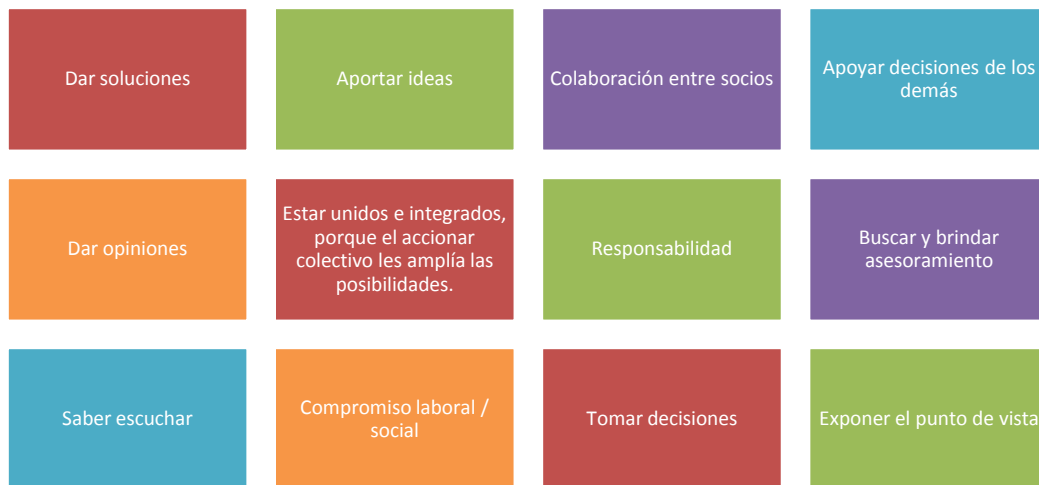 Dar soluciones
Aportar ideas
Colaboración entre socios
Apoyar decisiones de los
demás
Dar opiniones
Estar unidos e integrados,
porque el accionar
colectivo les amplía las
posibilidades.
Responsabilidad
Buscar y brindar
asesoramiento
Saber escuchar
Compromiso laboral /
social
Tomar decisiones
Exponer el punto de vista